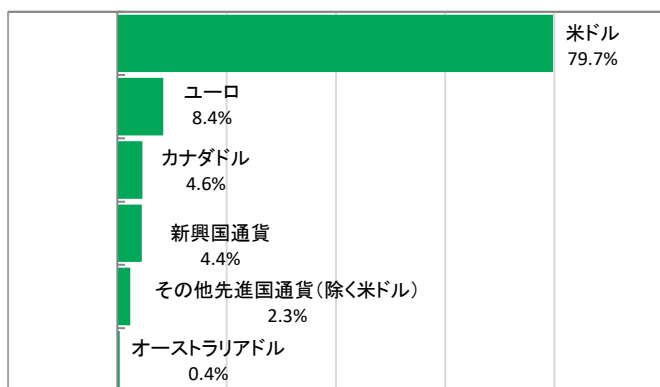 米ドル
79.7%
ユーロ
8.4%
カナダドル
4.6%
新興国通貨
4.4%
その他先進国通貨（除く米ドル）
2.3%
オーストラリアドル
0.4%